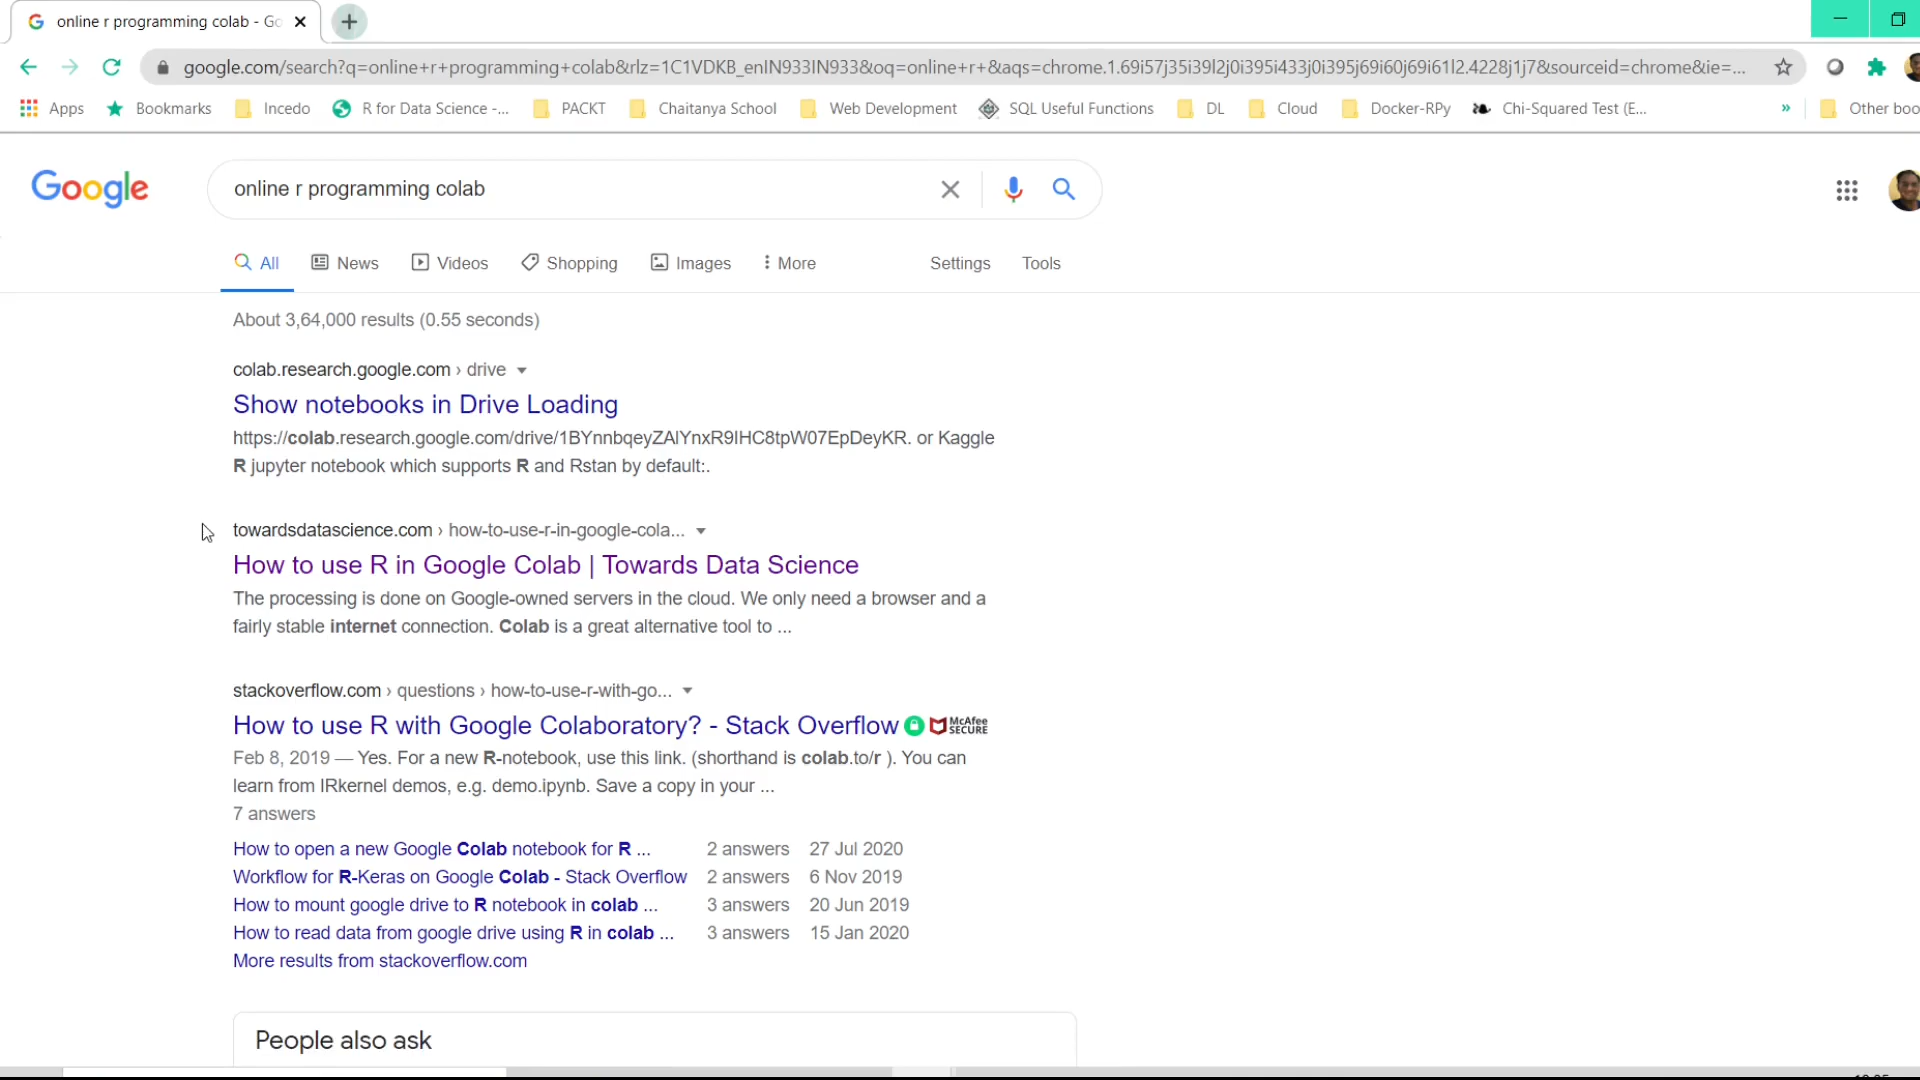 online r programming colab - Go
google.com/search?q=online+r+programming+colab&rlz=1C1VDKB_enIN933IN933&oq=online+r+&aqs=chrome.1.69i57j35i39l2j0i395i433j0i395j69i60j69i61l2.4228j1j7&sourceid=chrome&ie=...
Apps Bookmarks Incedo R for Data Science -... PACKT Chaitanya School Web Development SQL Useful Functions DL Cloud Docker-RPy Chi-Squared Test (E... » Other boo
Google online r programming colab
All News Videos Shopping Images More Settings Tools
About 3,64,000 results (0.55 seconds)
colab.research.google.com › drive
Show notebooks in Drive Loading
https://colab.research.google.com/drive/1BYnnbqeyZAlYnxR9IHC8tpW07EpDeyKR. or Kaggle
R jupyter notebook which supports R and Rstan by default:.
towardsdatascience.com › how-to-use-r-in-google-cola...
How to use R in Google Colab | Towards Data Science
The processing is done on Google-owned servers in the cloud. We only need a browser and a
fairly stable internet connection. Colab is a great alternative tool to ...
stackoverflow.com › questions › how-to-use-r-with-go...
How to use R with Google Colaboratory? - Stack Overflow McAfee SECURE
Feb 8, 2019 — Yes. For a new R-notebook, use this link. (shorthand is colab.to/r ). You can
learn from IRkernel demos, e.g. demo.ipynb. Save a copy in your ...
7 answers
How to open a new Google Colab notebook for R ... 2 answers 27 Jul 2020
Workflow for R-Keras on Google Colab - Stack Overflow 2 answers 6 Nov 2019
How to mount google drive to R notebook in colab ... 3 answers 20 Jun 2019
How to read data from google drive using R in colab ... 3 answers 15 Jan 2020
More results from stackoverflow.com
People also ask